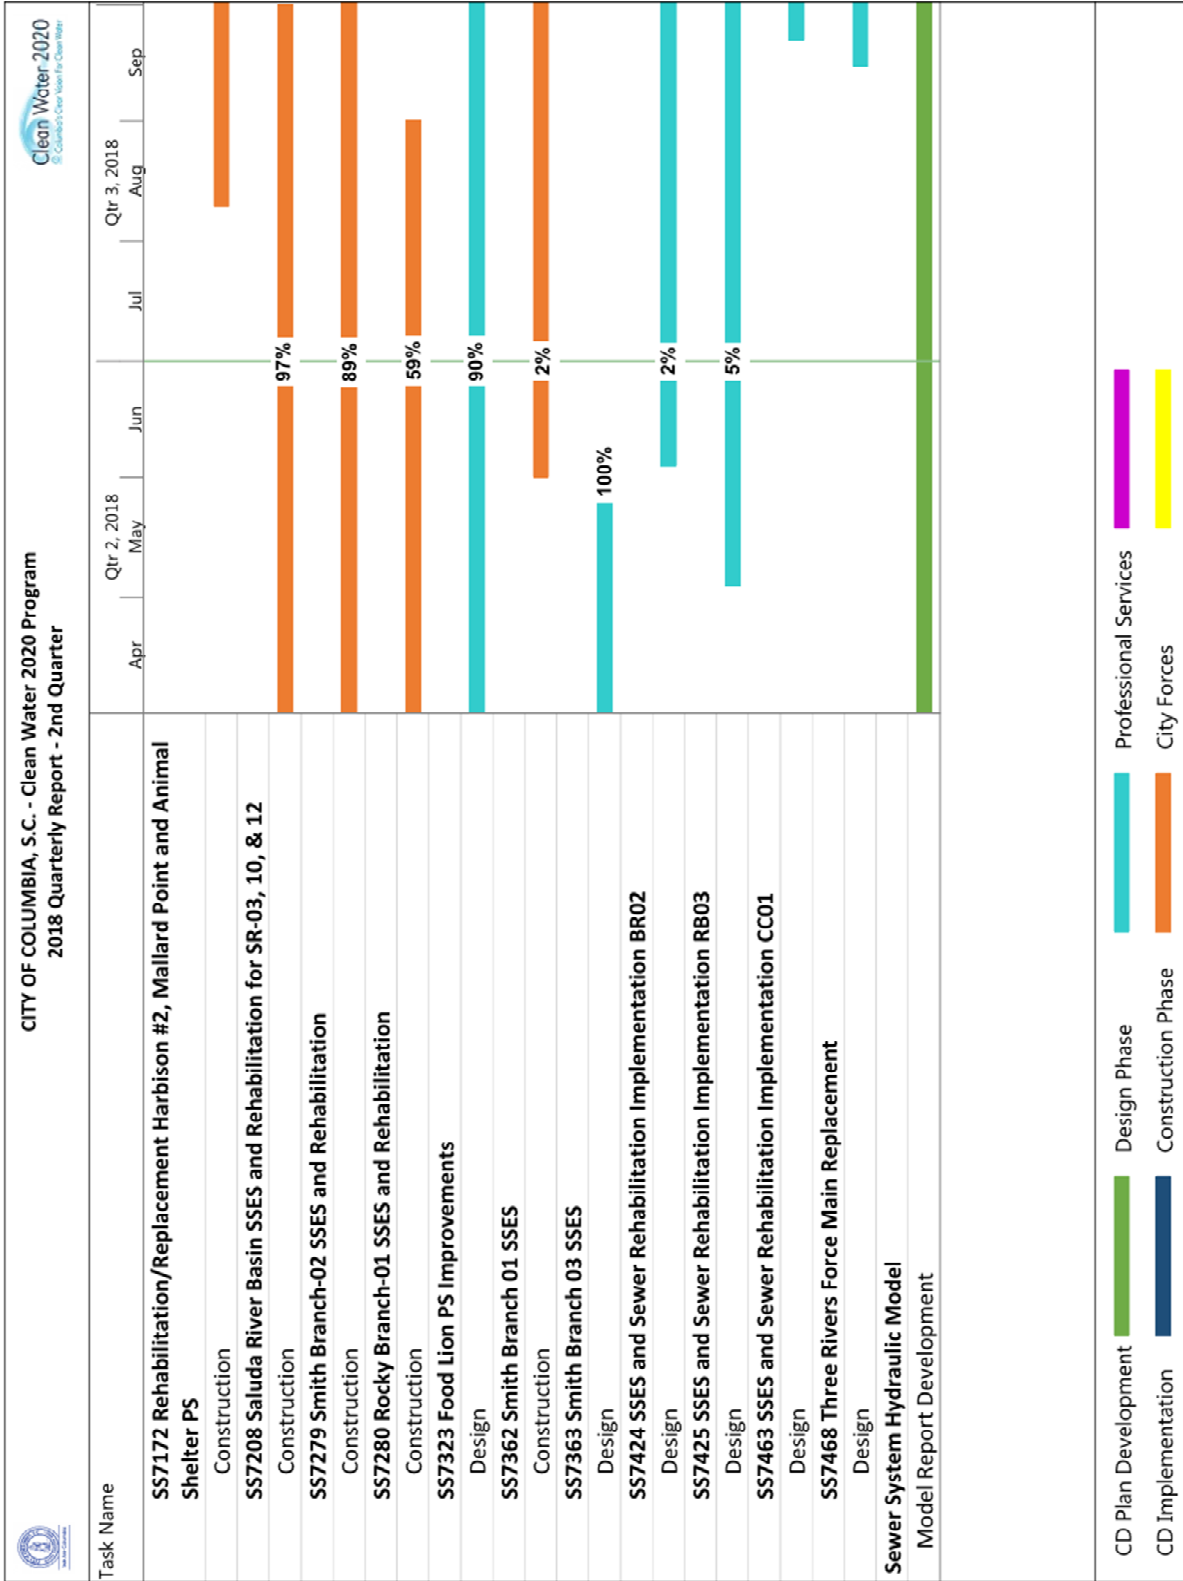 CITY OF COLUMBIA, S.C. - Clean Water 2020 Program
2018 Quarterly Report - 2nd Quarter
Clean Water 2020
Columbia's Clear Vision For Clean Water
Task Name
Qtr 2, 2018
Qtr 3, 2018
Apr
May
Jun
Jul
Aug
Sep
SS7172 Rehabilitation/Replacement Harbison #2, Mallard Point and Animal
Shelter PS
Construction
SS7208 Saluda River Basin SSES and Rehabilitation for SR-03, 10, & 12
Construction
97%
SS7279 Smith Branch-02 SSES and Rehabilitation
Construction
89%
SS7280 Rocky Branch-01 SSES and Rehabilitation
Construction
59%
SS7323 Food Lion PS Improvements
Design
90%
SS7362 Smith Branch 01 SSES
Construction
2%
SS7363 Smith Branch 03 SSES
Design
100%
SS7424 SSES and Sewer Rehabilitation Implementation BR02
Design
2%
SS7425 SSES and Sewer Rehabilitation Implementation RB03
Design
5%
SS7463 SSES and Sewer Rehabilitation Implementation CC01
Design
SS7468 Three Rivers Force Main Replacement
Design
Sewer System Hydraulic Model
Model Report Development
CD Plan Development
Design Phase
Professional Services
CD Implementation
Construction Phase
City Forces